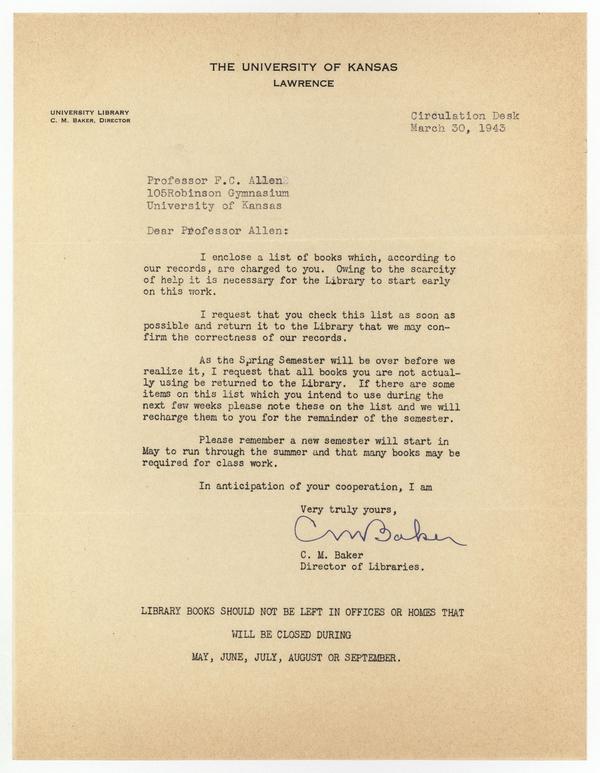 THE UNIVERSITY OF KANSAS
LAWRENCE
UNIVERSITY LIBRARY
C. M. BAKER, DIRECTOR
Circulation Desk
March 30, 1943
Professor F.C. Allen
105Robinson Gymnasium
University of Kansas
Dear Professor Allen:
I enclose a list of books which, according to
our records, are charged to you. Owing to the scarcity
of help it is necessary for the Library to start early
on this work.
I request that you check this list as soon as
possible and return it to the Library that we may con-
firm the correctness of our records.
As the Spring Semester will be over before we
realize it, I request that all books you are not actual-
ly using be returned to the Library. If there are some
items on this list which you intend to use during the
next few weeks please note these on the list and we will
recharge them to you for the remainder of the semester.
Please remember a new semester will start in
May to run through the summer and that many books may be
required for class work.
In anticipation of your cooperation, I am
Very truly yours,
C M Baker
C. M. Baker
Director of Libraries.
LIBRARY BOOKS SHOULD NOT BE LEFT IN OFFICES OR HOMES THAT
WILL BE CLOSED DURING
MAY, JUNE, JULY, AUGUST OR SEPTEMBER.